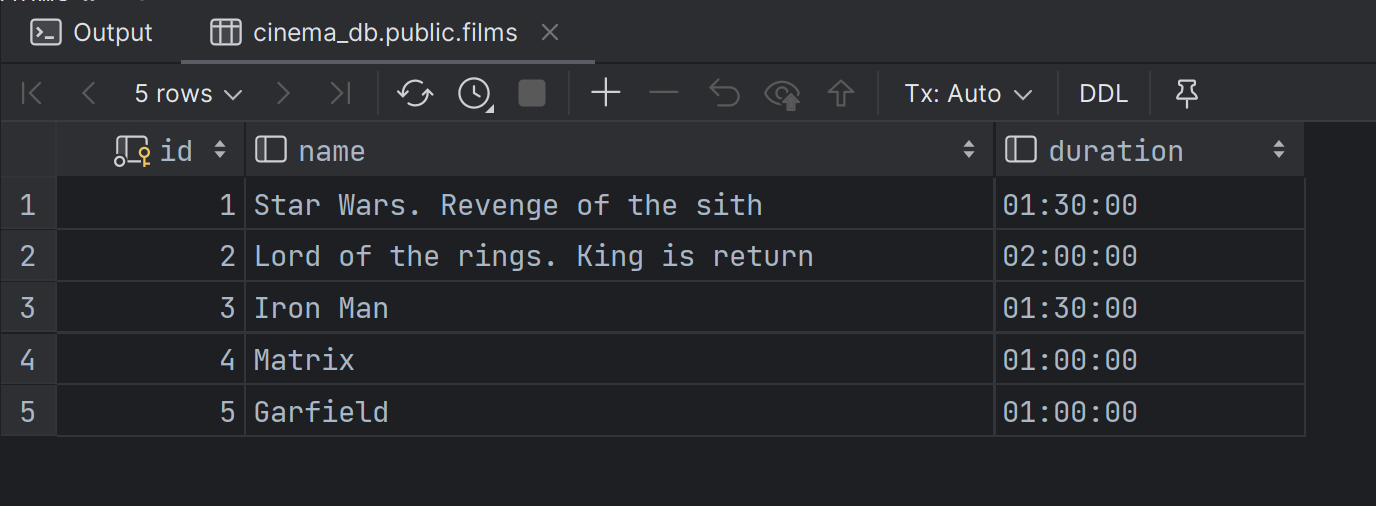 Output cinema_db.public.films
5 rows Tx: Auto DDL
id name duration
1 1 Star Wars. Revenge of the sith 01:30:00
2 2 Lord of the rings. King is return 02:00:00
3 3 Iron Man 01:30:00
4 4 Matrix 01:00:00
5 5 Garfield 01:00:00